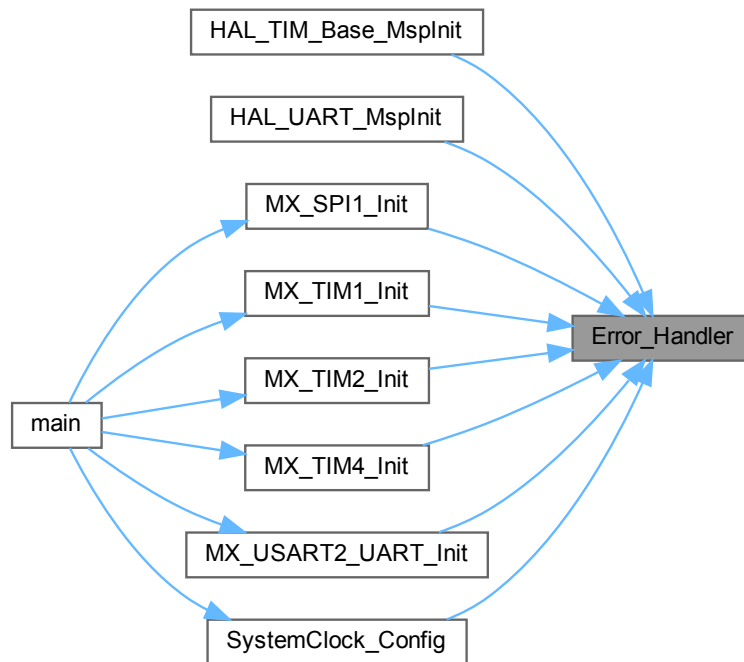 HAL_TIM_Base_MspInit
HAL_UART_MspInit
MX_SPI1_Init
MX_TIM1_Init
Error_Handler
MX_TIM2_Init
main
MX_TIM4_Init
MX_USART2_UART_Init
SystemClock_Config